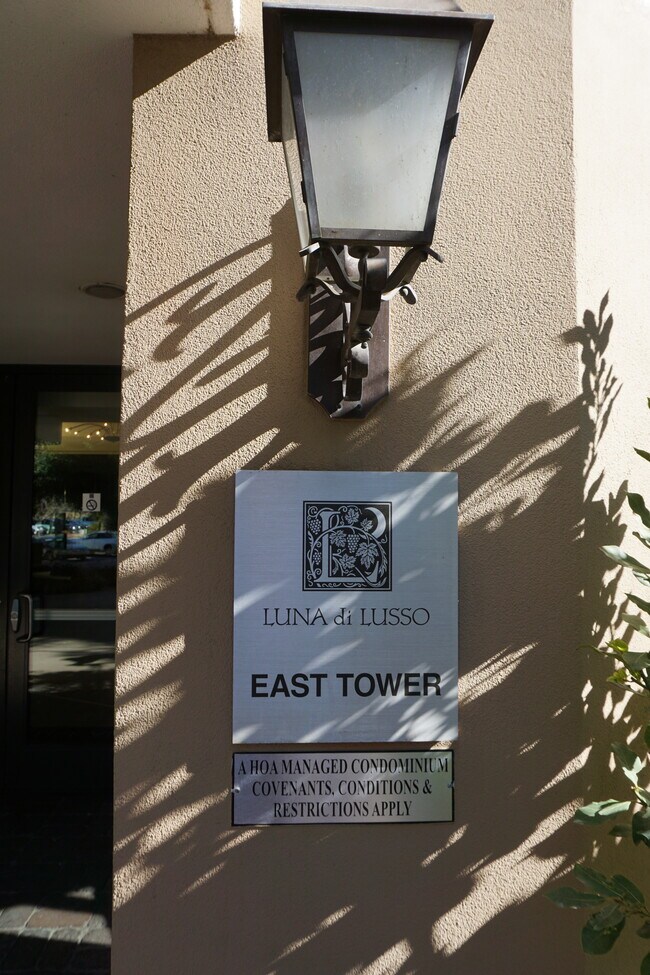 L
LUNA di LUSSO
EAST TOWER
A HOA MANAGED CONDOMINIUM
COVENANTS, CONDITIONS &
RESTRICTIONS APPLY